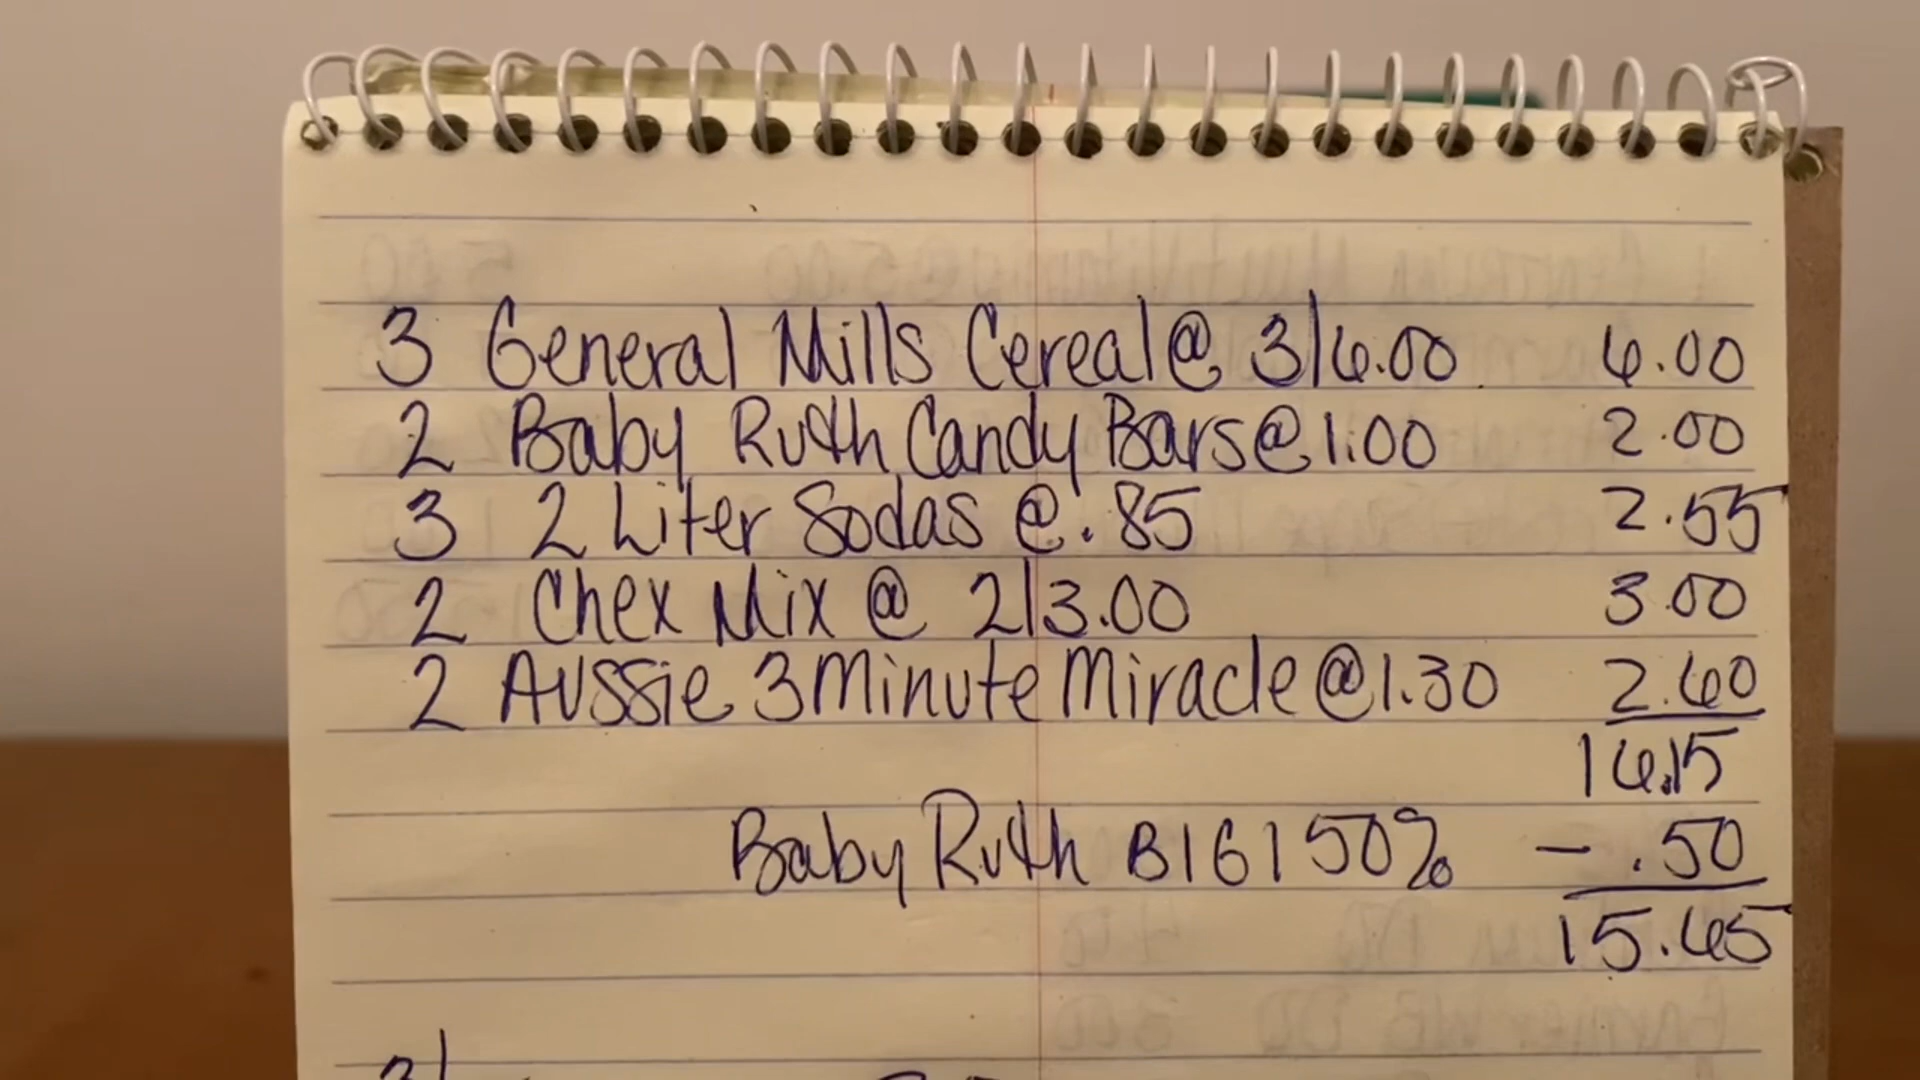 3 General Mills Cereal @ 3/6.00 6.00
2 Baby Ruth Candy Bars @ 1.00 2.00
3 2 Liter Sodas @ .85 2.55
2 Chex Mix @ 2/3.00 3.00
2 Aussie 3 Minute Miracle @ 1.30 2.60
16.15
Baby Ruth B1G1 50% - .50
15.65